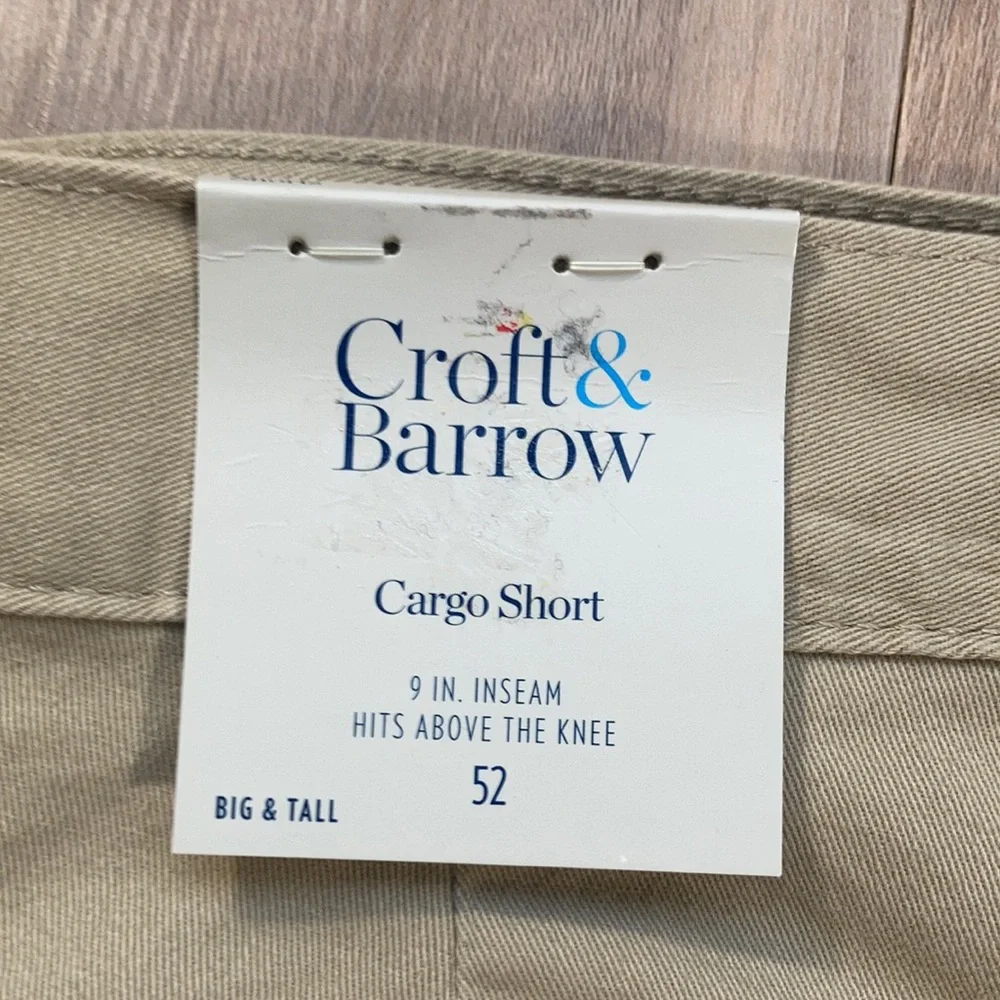 Croft &
Barrow
Cargo Short
9 IN. INSEAM
HITS ABOVE THE KNEE
52
BIG & TALL